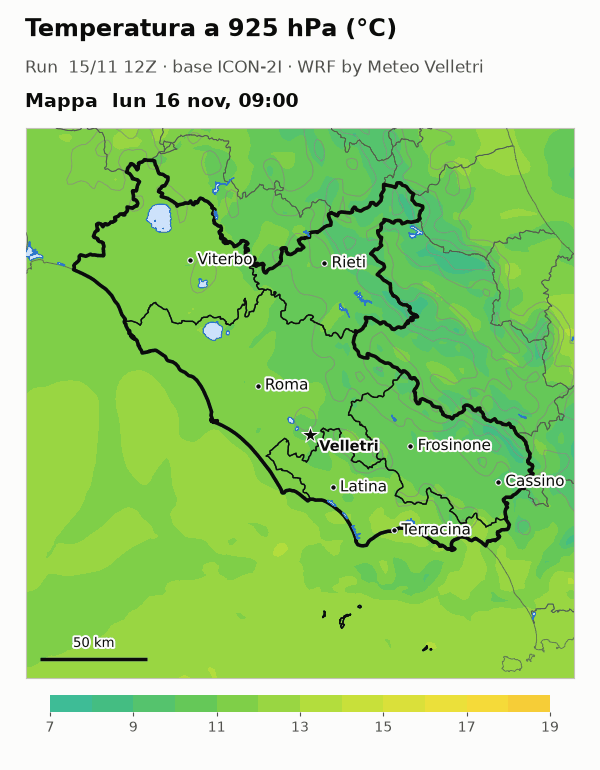 Temperatura a 925 hPa (°C)
Run  15/11 12Z · base ICON-2I · WRF by Meteo Velletri
Mappa  lun 16 nov, 09:00
Viterbo
Rieti
Roma
Velletri
Frosinone
Latina
Cassino
Terracina
50 km
7 9 11 13 15 17 19